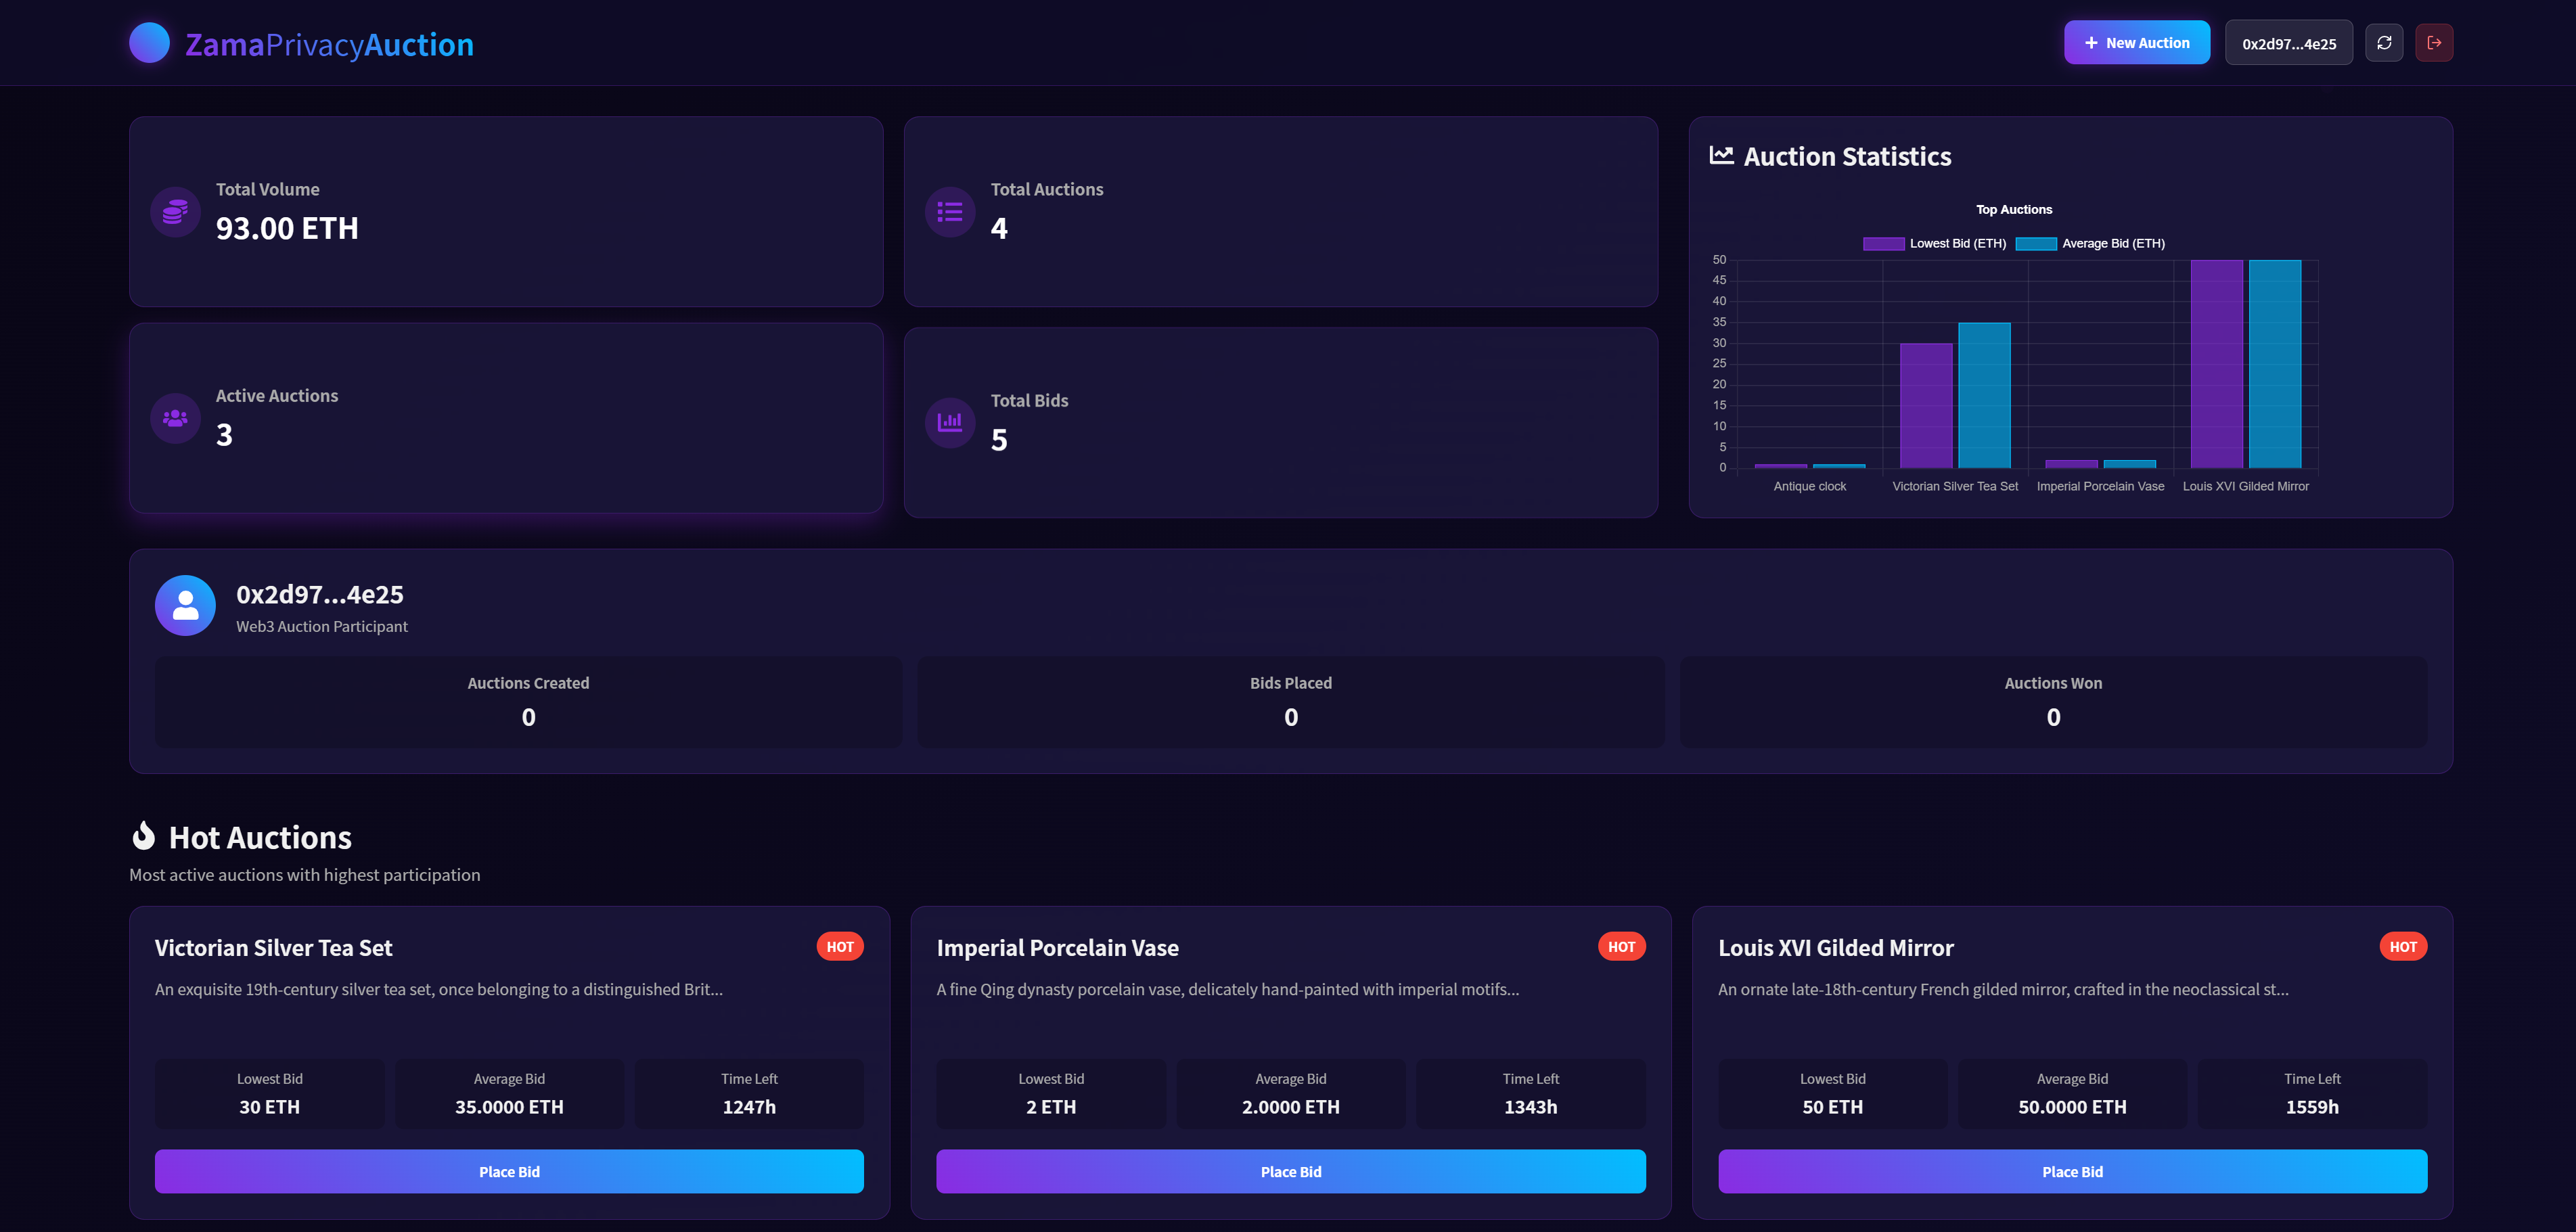 ZamaPrivacyAuction
New Auction
0x2d97...4e25
Total Volume
93.00 ETH
Total Auctions
4
Active Auctions
3
Total Bids
5
Auction Statistics
Top Auctions
Lowest Bid (ETH) Average Bid (ETH)
50
45
40
35
30
25
20
15
10
5
0
Antique clock Victorian Silver Tea Set Imperial Porcelain Vase Louis XVI Gilded Mirror
0x2d97...4e25
Web3 Auction Participant
Auctions Created
0
Bids Placed
0
Auctions Won
0
Hot Auctions
Most active auctions with highest participation
Victorian Silver Tea Set
HOT
An exquisite 19th-century silver tea set, once belonging to a distinguished Brit...
Lowest Bid
30 ETH
Average Bid
35.0000 ETH
Time Left
1247h
Place Bid
Imperial Porcelain Vase
HOT
A fine Qing dynasty porcelain vase, delicately hand-painted with imperial motifs...
Lowest Bid
2 ETH
Average Bid
2.0000 ETH
Time Left
1343h
Place Bid
Louis XVI Gilded Mirror
HOT
An ornate late-18th-century French gilded mirror, crafted in the neoclassical st...
Lowest Bid
50 ETH
Average Bid
50.0000 ETH
Time Left
1559h
Place Bid